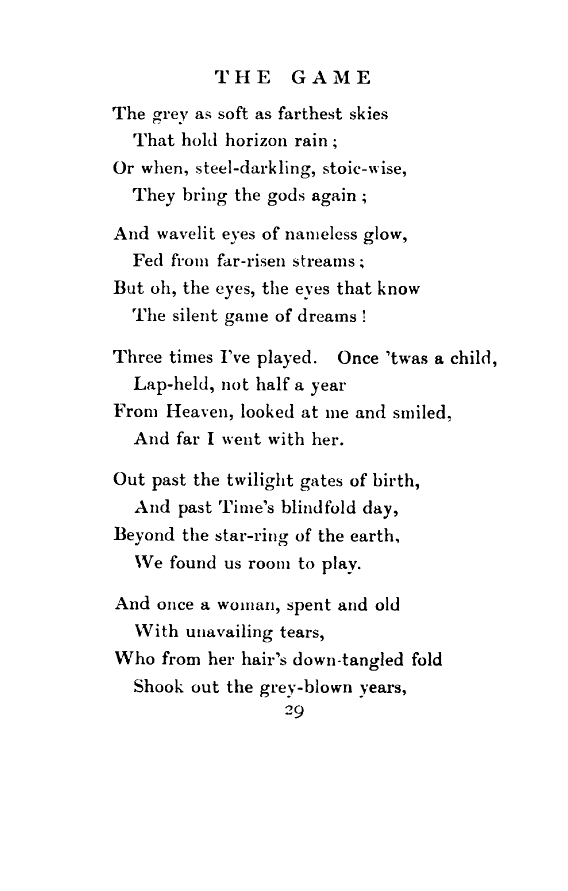 THE GAME
The grey as soft as farthest skies
That hold horizon rain ;
Or when, steel-darkling, stoic-wise,
They bring the gods again ;
And wavelit eyes of nameless glow,
Fed from far-risen streams ;
But oh, the eyes, the eyes that know
The silent game of dreams !
Three times I've played. Once 'twas a child,
Lap-held, not half a year
From Heaven, looked at me and smiled,
And far I went with her.
Out past the twilight gates of birth,
And past Time's blindfold day,
Beyond the star-ring of the earth,
We found us room to play.
And once a woman, spent and old
With unavailing tears,
Who from her hair's down-tangled fold
Shook out the grey-blown years,
29